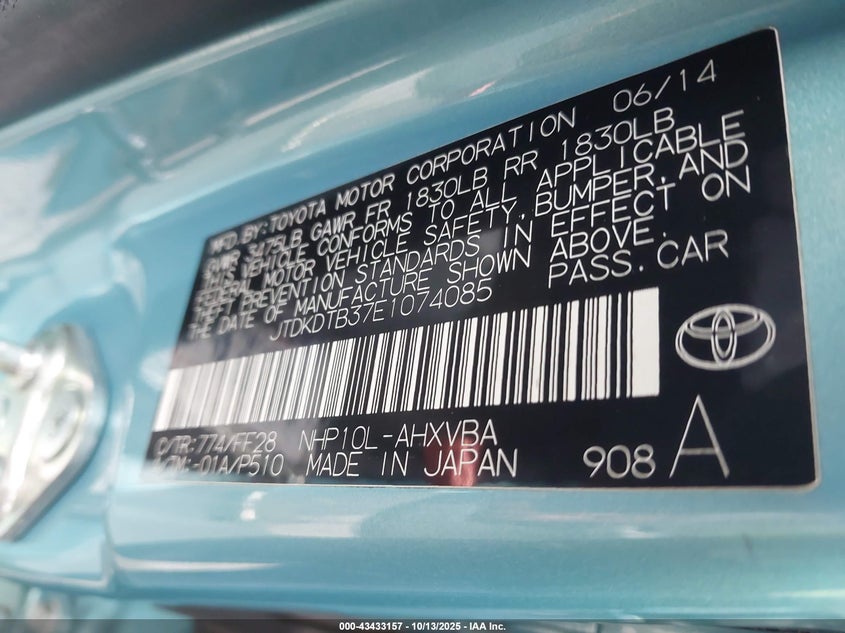 MFD. BY: TOYOTA MOTOR CORPORATION 06/14
GVWR 3475LB GAWR FR 1830LB RR 1830LB
THIS VEHICLE CONFORMS TO ALL APPLICABLE
FEDERAL MOTOR VEHICLE SAFETY, BUMPER, AND
THEFT PREVENTION STANDARDS IN EFFECT ON
THE DATE OF MANUFACTURE SHOWN ABOVE.
JTDKDTB37E1074085 PASS. CAR
C/TR: 774/FF28 NHP10L-AHXVBA
-01A/P510 MADE IN JAPAN 908 A
000-43433157 - 10/13/2025 - IAA Inc.